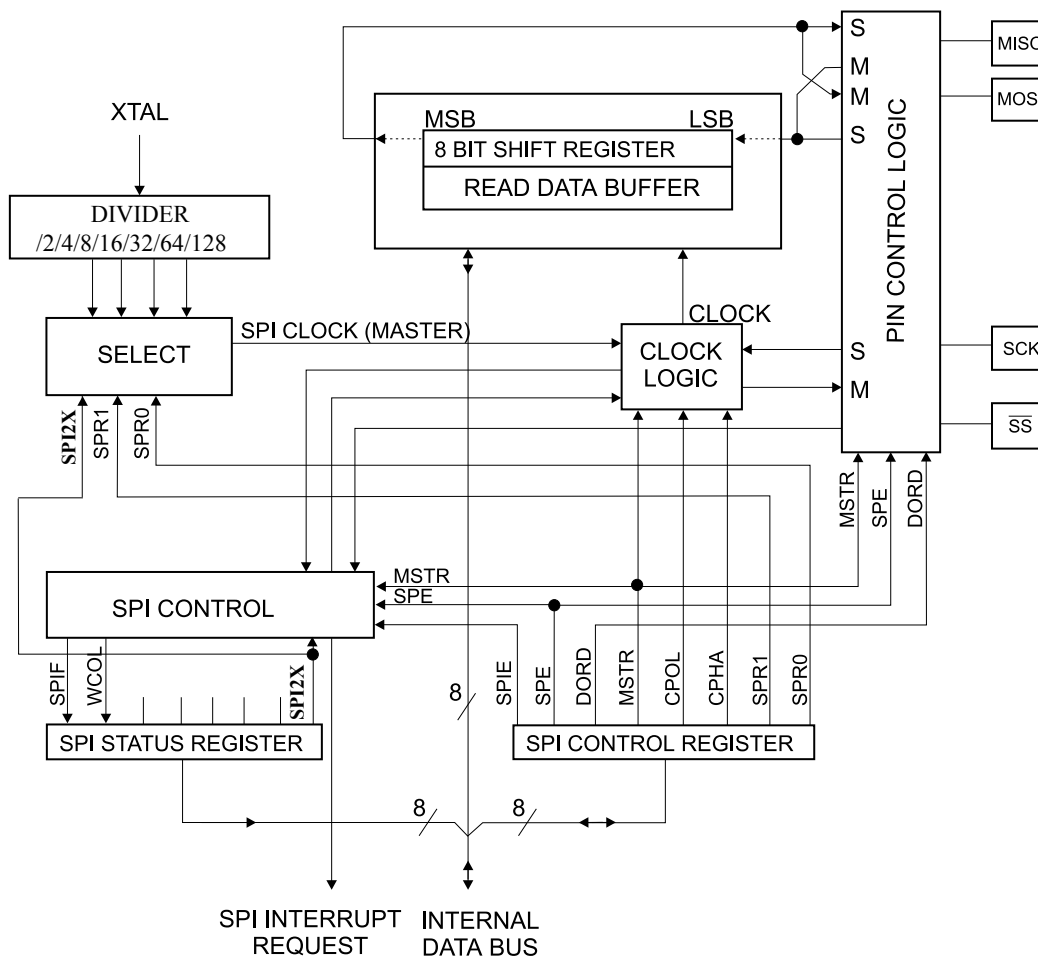 S
MISO
M
M
MOS
MSB
LSB
S
8 BIT SHIFT REGISTER
READ DATA BUFFER
XTAL
DIVIDER
/2/4/8/16/32/64/128
PIN CONTROL LOGIC
SPI CLOCK (MASTER)
CLOCK
SELECT
CLOCK
LOGIC
S
SCK
M
SPI2X
SPR1
SPR0
SS
MSTR
SPE
DORD
SPI CONTROL
MSTR
SPE
SPIF
WCOL
SPI2X
8
SPIE
SPE
DORD
MSTR
CPOL
CPHA
SPR1
SPR0
SPI STATUS REGISTER
SPI CONTROL REGISTER
8
8
SPI INTERRUPT
REQUEST
INTERNAL
DATA BUS